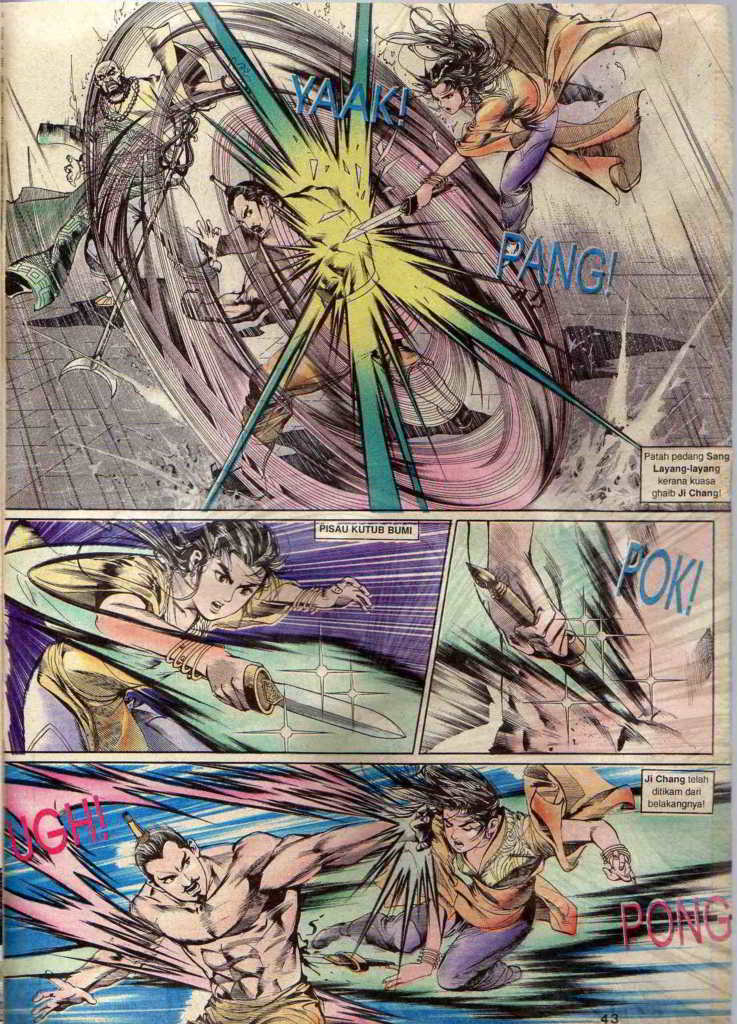 YAAK!
PANG!
Patah pedang Sang
Layang-layang
kerana kuasa
ghaib Ji Chang!
PISAU KUTUB BUMI
POK!
Ji Chang telah
ditikam dari
belakangnya!
UGH!
PONG
43